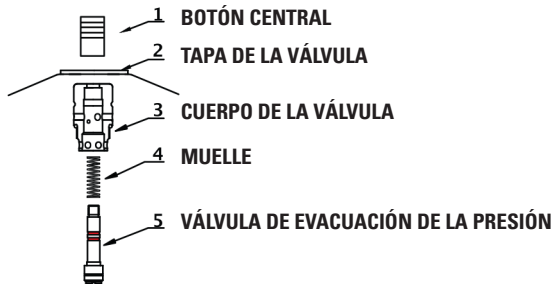 1 BOTÓN CENTRAL
2 TAPA DE LA VÁLVULA
3 CUERPO DE LA VÁLVULA
4 MUELLE
5 VÁLVULA DE EVACUACIÓN DE LA PRESIÓN